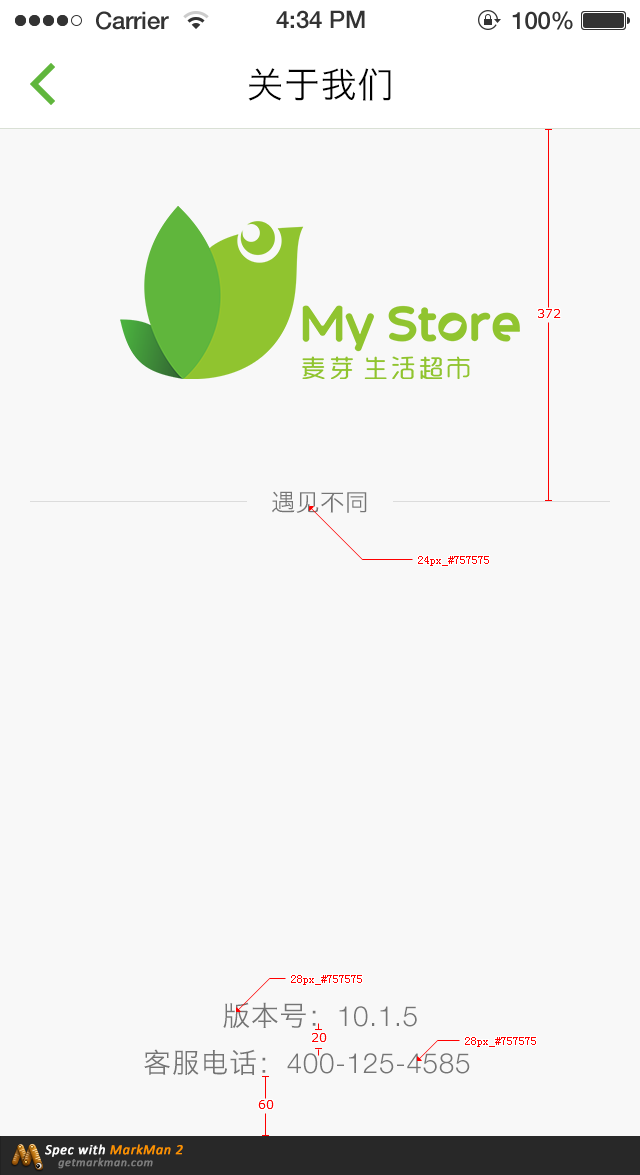 Carrier 4:34 PM 100%
关于我们
372
My Store
麦芽 生活超市
遇见不同
24px_#757575
28px_#757575
版本号：10.1.5
20
28px_#757575
客服电话：400-125-4585
60
Spec with MarkMan 2
getmarkman.com